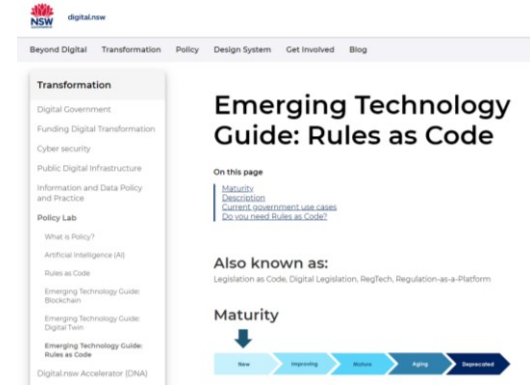 NSW
digital.nsw
Beyond Digital Transformation Policy Design System Get Involved Blog
Transformation
Digital Government
Funding Digital Transformation
Cyber security
Public Digital Infrastructure
Information and Data Policy
and Practice
Policy Lab
What is Policy?
Artificial Intelligence (AI)
Rules as Code
Emerging Technology Guide:
Blockchain
Emerging Technology Guide:
Digital Twin
Emerging Technology Guide:
Rules as Code
Digital.nsw Accelerator (DNA)
Emerging Technology
Guide: Rules as Code
On this page
Maturity
Description
Current government use cases
Do you need Rules as Code?
Also known as:
Legislation as Code, Digital Legislation, RegTech, Regulation-as-a-Platform
Maturity
New Improving Mature Aging Deprecated